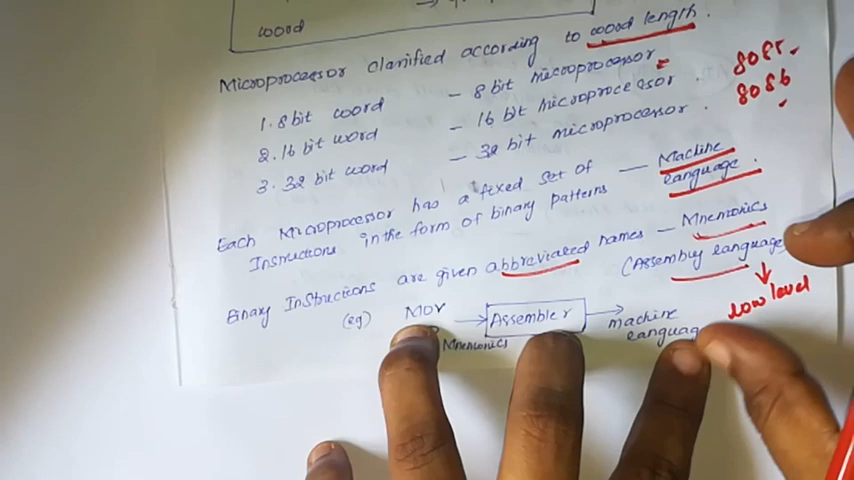 word
Microprocessor clarified according to word length.
1. 8bit word - 8 bit microprocessor 8085
2. 16 bit word - 16 bit microprocessor. 8086
3. 32 bit word - 32 bit microprocessor.
Each Microprocessor has a fixed set of — Machine
Instructions in the form of binary patterns language.
Binary Instructions are given abbreviated names — Mnemonics
(Assembly language
low level
(eg) MOV → Assembler → machine
Mnemonics language